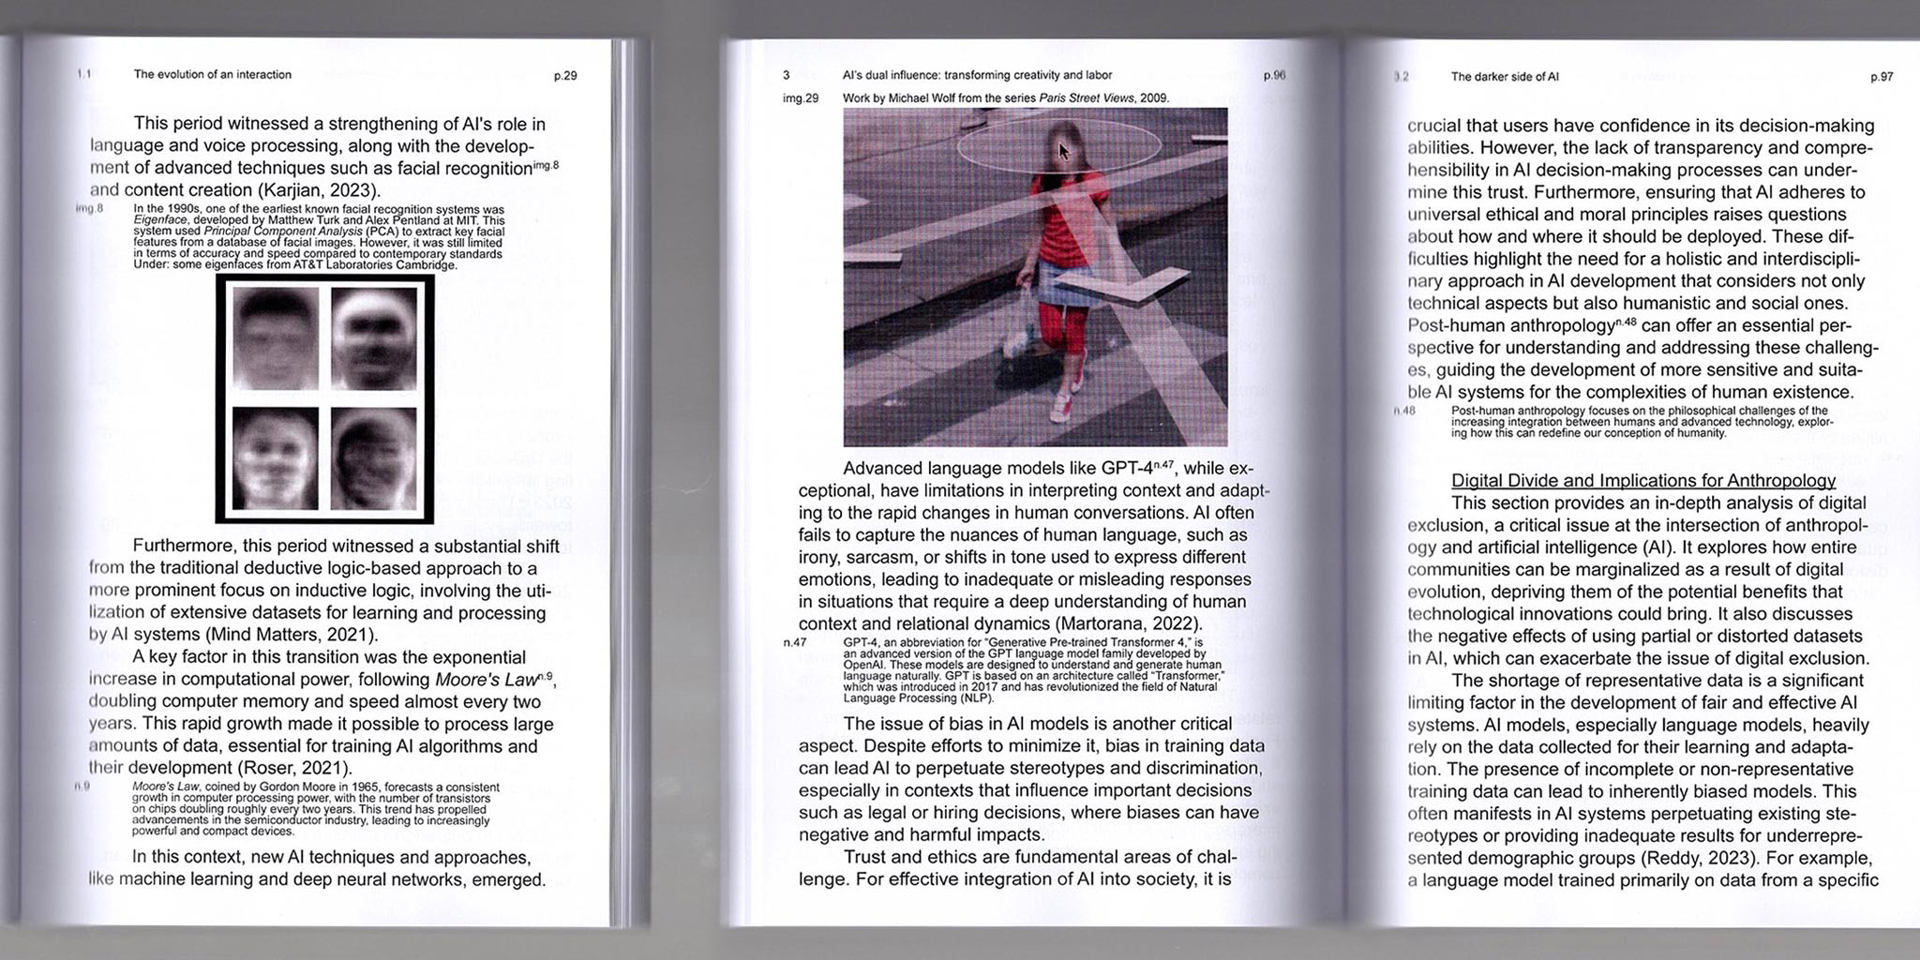 1.1 The evolution of an interaction p.29
This period witnessed a strengthening of AI's role in
language and voice processing, along with the develop-
ment of advanced techniques such as facial recognition img.8
and content creation (Karjian, 2023).
img.8 In the 1990s, one of the earliest known facial recognition systems was
Eigenface, developed by Matthew Turk and Alex Pentland at MIT. This
system used Principal Component Analysis (PCA) to extract key facial
features from a database of facial images. However, it was still limited
in terms of accuracy and speed compared to contemporary standards
Under: some eigenfaces from AT&T Laboratories Cambridge.
Furthermore, this period witnessed a substantial shift
from the traditional deductive logic-based approach to a
more prominent focus on inductive logic, involving the uti-
lization of extensive datasets for learning and processing
by AI systems (Mind Matters, 2021).
A key factor in this transition was the exponential
increase in computational power, following Moore's Law n.9,
doubling computer memory and speed almost every two
years. This rapid growth made it possible to process large
amounts of data, essential for training AI algorithms and
their development (Roser, 2021).
n.9 Moore's Law, coined by Gordon Moore in 1965, forecasts a consistent
growth in computer processing power, with the number of transistors
on chips doubling roughly every two years. This trend has propelled
advancements in the semiconductor industry, leading to increasingly
powerful and compact devices.
In this context, new AI techniques and approaches,
like machine learning and deep neural networks, emerged.
3 AI's dual influence: transforming creativity and labor p.96
img.29 Work by Michael Wolf from the series Paris Street Views, 2009.
Advanced language models like GPT-4 n.47, while ex-
ceptional, have limitations in interpreting context and adapt-
ing to the rapid changes in human conversations. AI often
fails to capture the nuances of human language, such as
irony, sarcasm, or shifts in tone used to express different
emotions, leading to inadequate or misleading responses
in situations that require a deep understanding of human
context and relational dynamics (Martorana, 2022).
n.47 GPT-4, an abbreviation for "Generative Pre-trained Transformer 4," is
an advanced version of the GPT language model family developed by
OpenAI. These models are designed to understand and generate human
language naturally. GPT is based on an architecture called "Transformer,"
which was introduced in 2017 and has revolutionized the field of Natural
Language Processing (NLP).
The issue of bias in AI models is another critical
aspect. Despite efforts to minimize it, bias in training data
can lead AI to perpetuate stereotypes and discrimination,
especially in contexts that influence important decisions
such as legal or hiring decisions, where biases can have
negative and harmful impacts.
Trust and ethics are fundamental areas of chal-
lenge. For effective integration of AI into society, it is
3.2 The darker side of AI p.97
crucial that users have confidence in its decision-making
abilities. However, the lack of transparency and compre-
hensibility in AI decision-making processes can under-
mine this trust. Furthermore, ensuring that AI adheres to
universal ethical and moral principles raises questions
about how and where it should be deployed. These dif-
ficulties highlight the need for a holistic and interdiscipli-
nary approach in AI development that considers not only
technical aspects but also humanistic and social ones.
Post-human anthropology n.48 can offer an essential per-
spective for understanding and addressing these challeng-
es, guiding the development of more sensitive and suita-
ble AI systems for the complexities of human existence.
n.48 Post-human anthropology focuses on the philosophical challenges of the
increasing integration between humans and advanced technology, explor-
ing how this can redefine our conception of humanity.
Digital Divide and Implications for Anthropology
This section provides an in-depth analysis of digital
exclusion, a critical issue at the intersection of anthropol-
ogy and artificial intelligence (AI). It explores how entire
communities can be marginalized as a result of digital
evolution, depriving them of the potential benefits that
technological innovations could bring. It also discusses
the negative effects of using partial or distorted datasets
in AI, which can exacerbate the issue of digital exclusion.
The shortage of representative data is a significant
limiting factor in the development of fair and effective AI
systems. AI models, especially language models, heavily
rely on the data collected for their learning and adapta-
tion. The presence of incomplete or non-representative
training data can lead to inherently biased models. This
often manifests in AI systems perpetuating existing ste-
reotypes or providing inadequate results for underrepre-
sented demographic groups (Reddy, 2023). For example,
a language model trained primarily on data from a specific